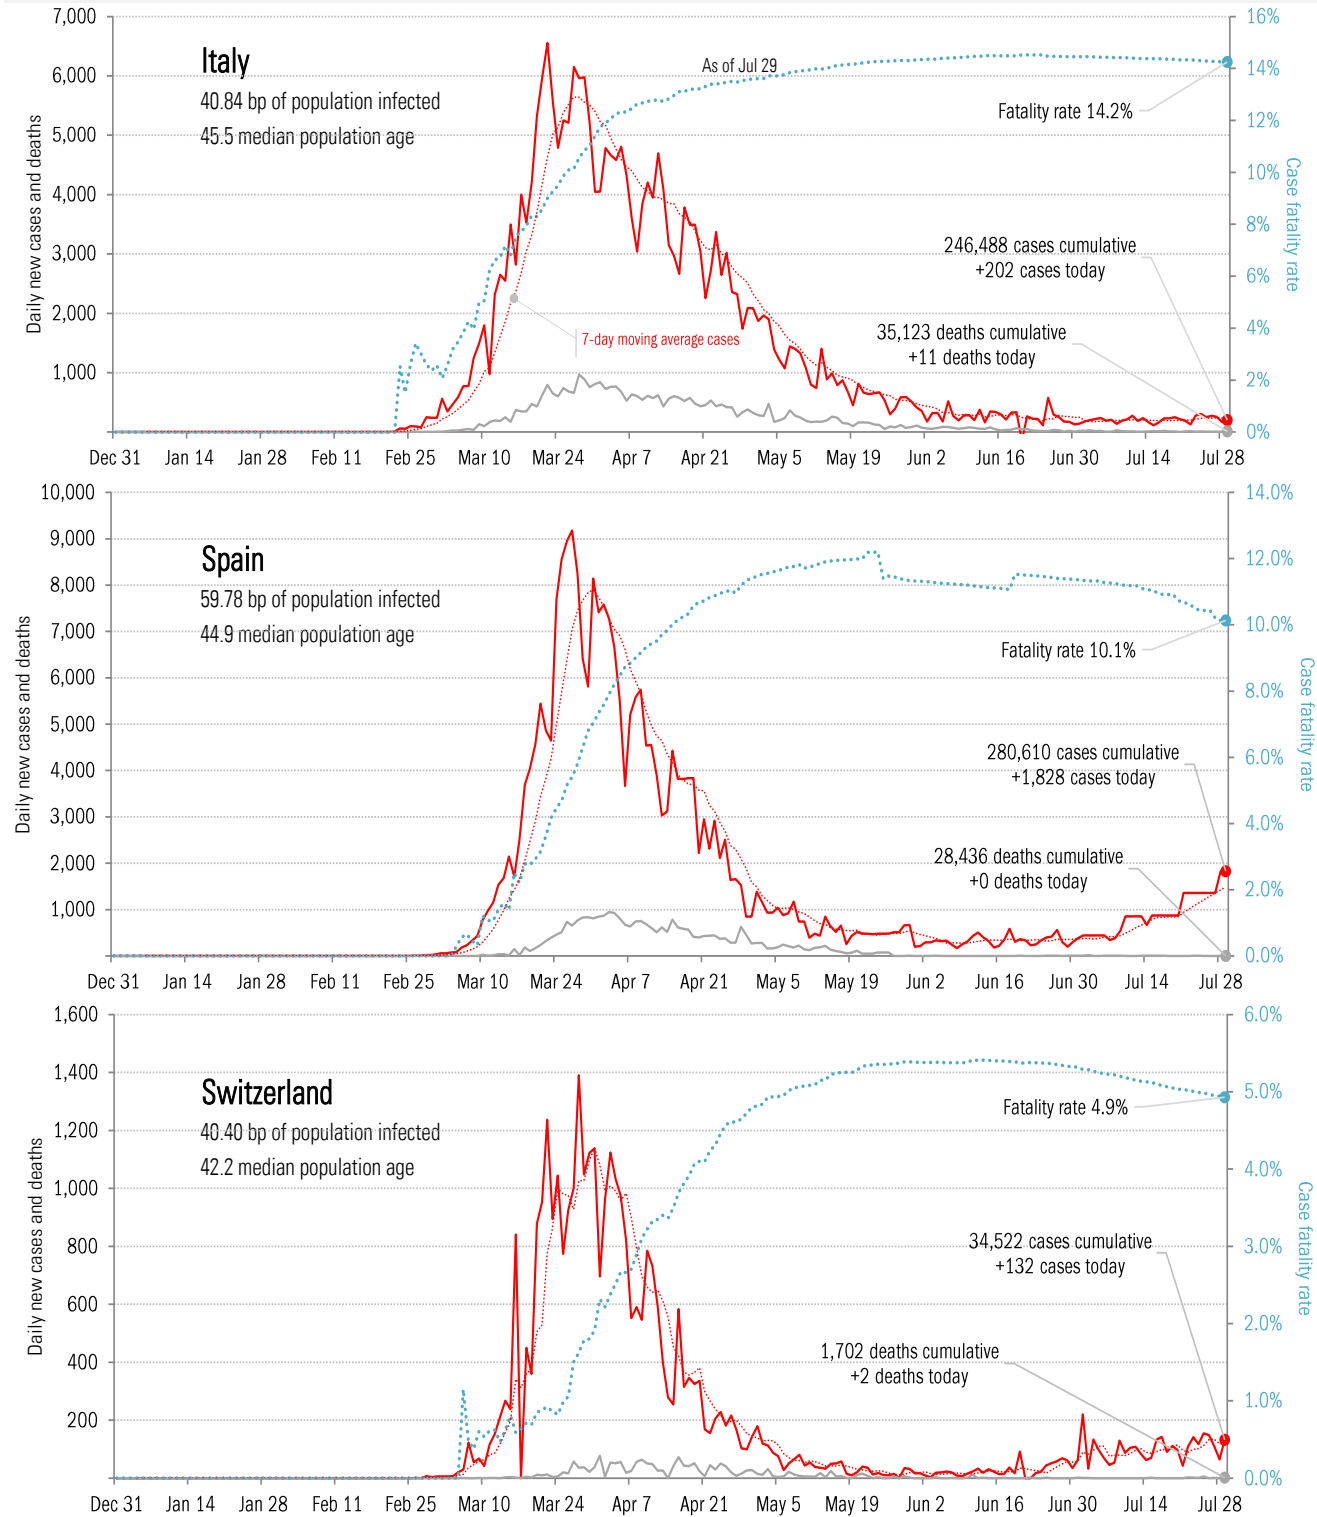 7,000
6,000
5,000
4,000
3,000
2,000
1,000
16%
14%
12%
10%
8%
6%
4%
2%
0%
Daily new cases and deaths
Case fatality rate
Italy
40.84 bp of population infected
45.5 median population age
As of Jul 29
Fatality rate 14.2%
246,488 cases cumulative
+202 cases today
35,123 deaths cumulative
+11 deaths today
7-day moving average cases
Dec 31 Jan 14 Jan 28 Feb 11 Feb 25 Mar 10 Mar 24 Apr 7 Apr 21 May 5 May 19 Jun 2 Jun 16 Jun 30 Jul 14 Jul 28
10,000
9,000
8,000
7,000
6,000
5,000
4,000
3,000
2,000
1,000
14.0%
12.0%
10.0%
8.0%
6.0%
4.0%
2.0%
0.0%
Daily new cases and deaths
Case fatality rate
Spain
59.78 bp of population infected
44.9 median population age
Fatality rate 10.1%
280,610 cases cumulative
+1,828 cases today
28,436 deaths cumulative
+0 deaths today
Dec 31 Jan 14 Jan 28 Feb 11 Feb 25 Mar 10 Mar 24 Apr 7 Apr 21 May 5 May 19 Jun 2 Jun 16 Jun 30 Jul 14 Jul 28
1,600
1,400
1,200
1,000
800
600
400
200
6.0%
5.0%
4.0%
3.0%
2.0%
1.0%
0.0%
Daily new cases and deaths
Case fatality rate
Switzerland
40.40 bp of population infected
42.2 median population age
Fatality rate 4.9%
34,522 cases cumulative
+132 cases today
1,702 deaths cumulative
+2 deaths today
Dec 31 Jan 14 Jan 28 Feb 11 Feb 25 Mar 10 Mar 24 Apr 7 Apr 21 May 5 May 19 Jun 2 Jun 16 Jun 30 Jul 14 Jul 28